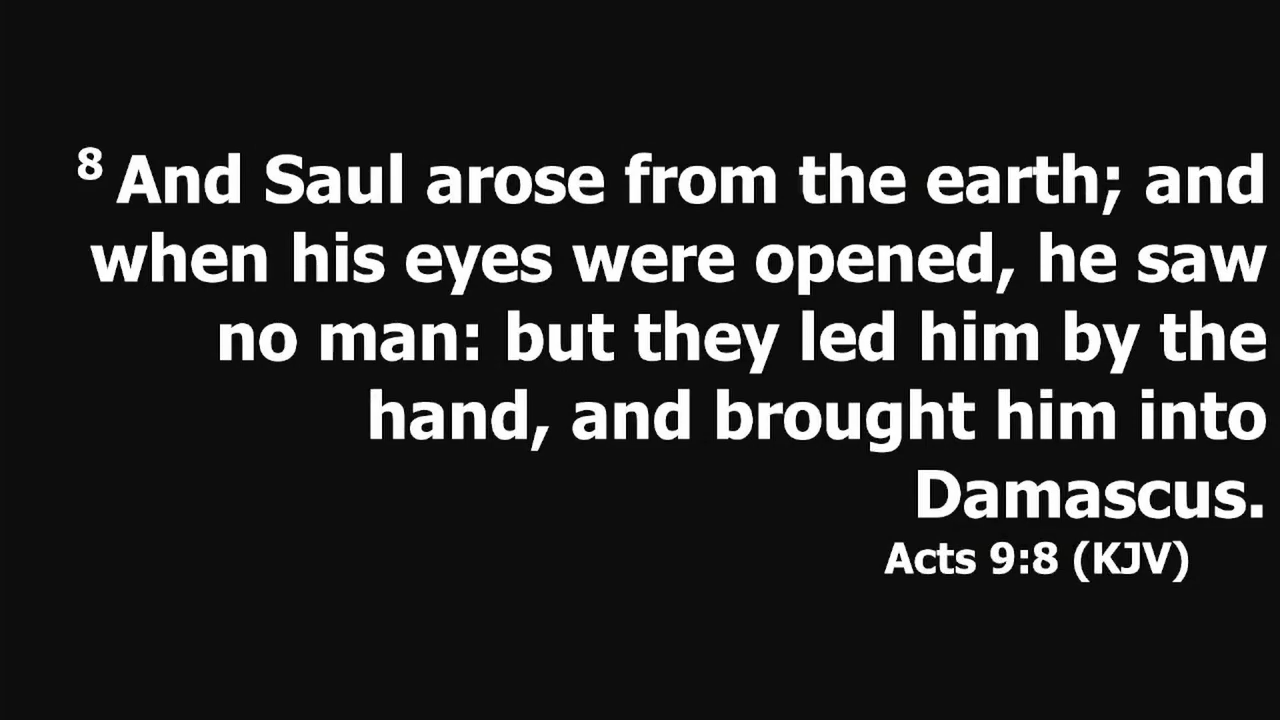 8 And Saul arose from the earth; and
when his eyes were opened, he saw
no man: but they led him by the
hand, and brought him into
Damascus.
Acts 9:8 (KJV)